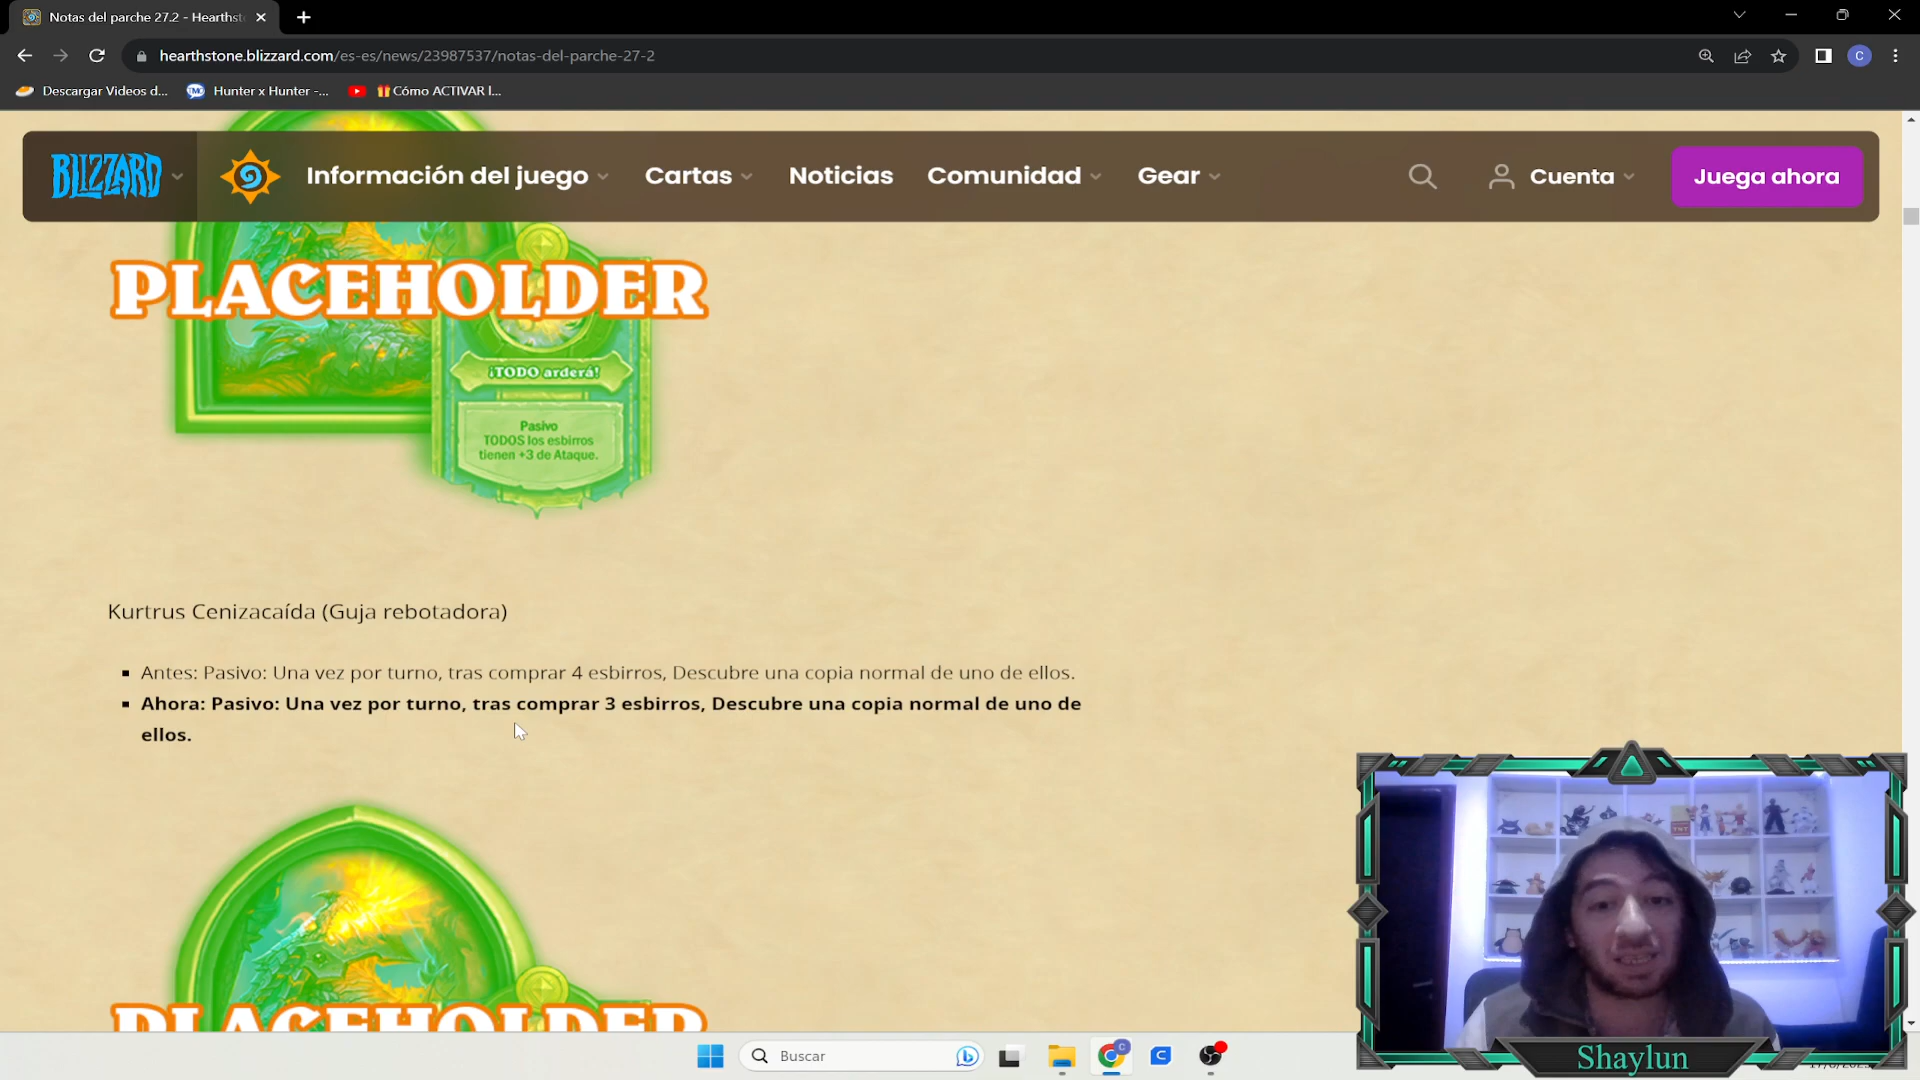 Notas del parche 27.2 - Hearthst
hearthstone.blizzard.com/es-es/news/23987537/notas-del-parche-27-2
C
Descargar Videos d...
TMO
Hunter x Hunter -...
Cómo ACTIVAR l...
BLIZZARD
Información del juego
Cartas
Noticias
Comunidad
Gear
Cuenta
Juega ahora
PLACEHOLDER
¡TODO arderá!
Pasivo
TODOS los esbirros
tienen +3 de Ataque.
Kurtrus Cenizacaída (Guja rebotadora)
Antes: Pasivo: Una vez por turno, tras comprar 4 esbirros, Descubre una copia normal de uno de ellos.
Ahora: Pasivo: Una vez por turno, tras comprar 3 esbirros, Descubre una copia normal de uno de
ellos.
PLACEHOLDER
TNT
Shaylun
Buscar
C
C